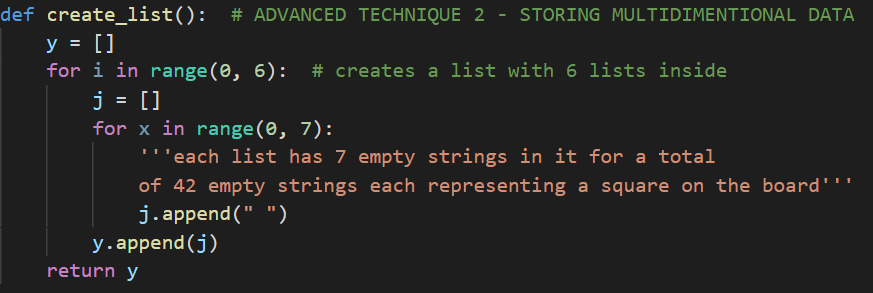 def create_list():  # ADVANCED TECHNIQUE 2 - STORING MULTIDIMENTIONAL DATA
    y = []
    for i in range(0, 6):  # creates a list with 6 lists inside
        j = []
        for x in range(0, 7):
            '''each list has 7 empty strings in it for a total
            of 42 empty strings each representing a square on the board'''
            j.append(" ")
        y.append(j)
    return y